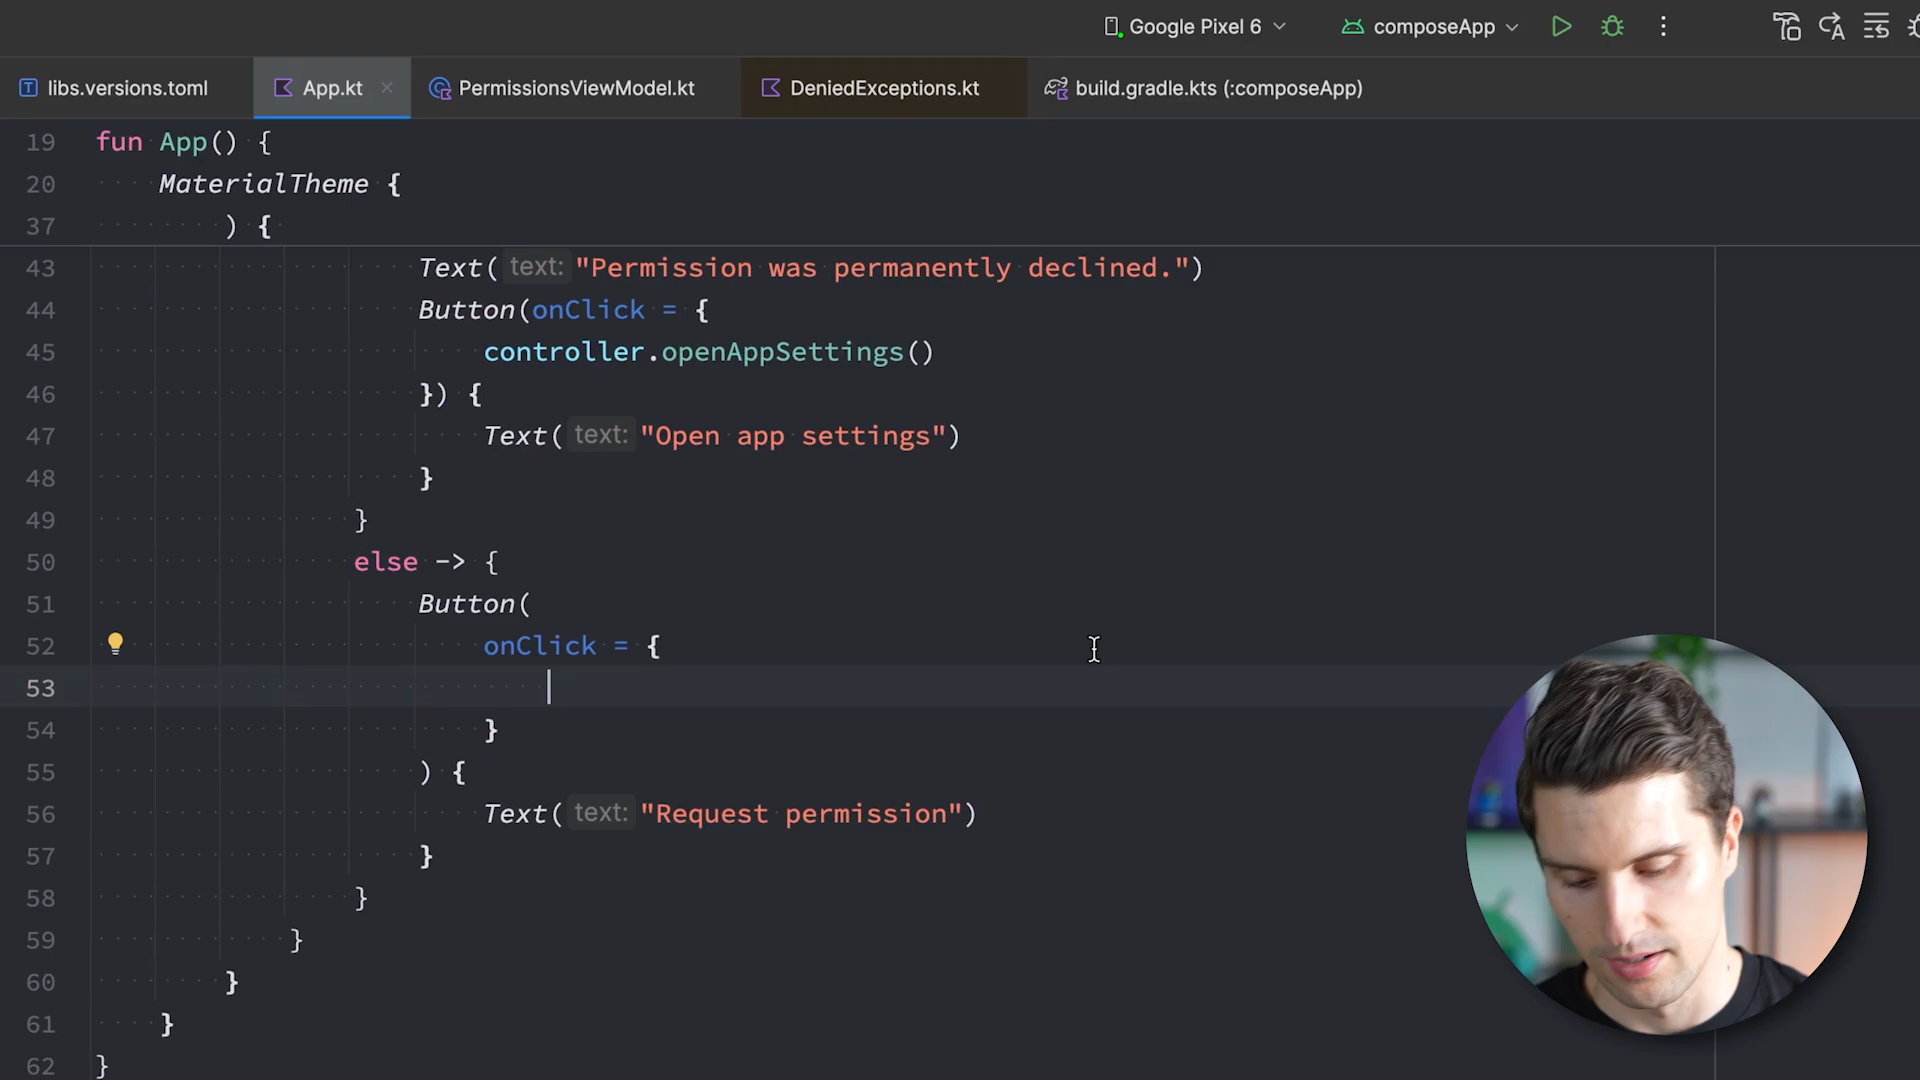 Google Pixel 6 composeApp
libs.versions.toml App.kt PermissionsViewModel.kt DeniedExceptions.kt build.gradle.kts (:composeApp)
19 fun App() {
20 MaterialTheme {
37 ) {
43 Text( text: "Permission was permanently declined.")
44 Button(onClick = {
45 controller.openAppSettings()
46 }) {
47 Text( text: "Open app settings")
48 }
49 }
50 else -> {
51 Button(
52 onClick = {
53
54 }
55 ) {
56 Text( text: "Request permission")
57 }
58 }
59 }
60 }
61 }
62 }